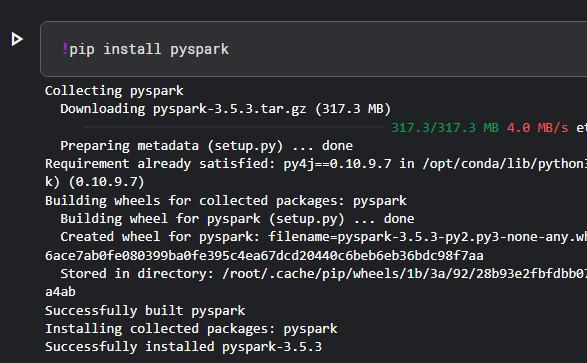 !pip install pyspark
Collecting pyspark
Downloading pyspark-3.5.3.tar.gz (317.3 MB)
317.3/317.3 MB 4.0 MB/s et
Preparing metadata (setup.py) ... done
Requirement already satisfied: py4j==0.10.9.7 in /opt/conda/lib/python3
k) (0.10.9.7)
Building wheels for collected packages: pyspark
Building wheel for pyspark (setup.py) ... done
Created wheel for pyspark: filename=pyspark-3.5.3-py2.py3-none-any.wh
6ace7ab0fe080399ba0fe395c4ea67dcd20440c6beb6eb36bdc98f7aa
Stored in directory: /root/.cache/pip/wheels/1b/3a/92/28b93e2fbfdbb07
a4ab
Successfully built pyspark
Installing collected packages: pyspark
Successfully installed pyspark-3.5.3